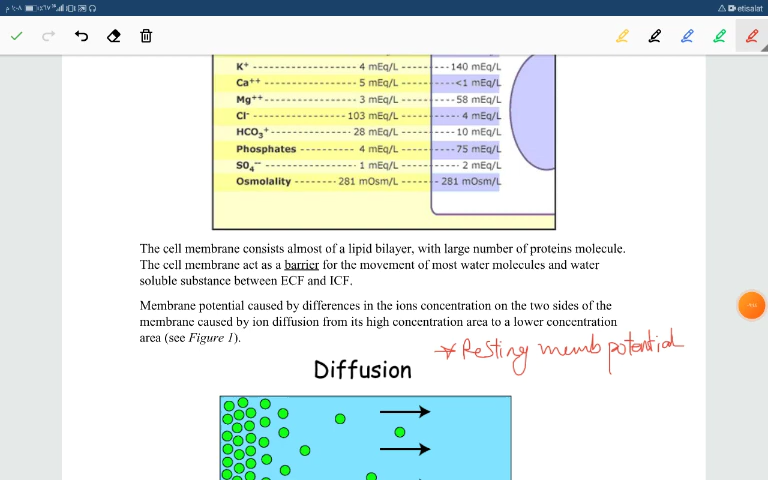 etisalat
K+ 4 mEq/L 140 mEq/L
Ca++ 5 mEq/L <1 mEq/L
Mg++ 3 mEq/L 58 mEq/L
Cl- 103 mEq/L 4 mEq/L
HCO3+ 28 mEq/L 10 mEq/L
Phosphates 4 mEq/L 75 mEq/L
SO4-- 1 mEq/L 2 mEq/L
Osmolality 281 mOsm/L 281 mOsm/L
The cell membrane consists almost of a lipid bilayer, with large number of proteins molecule.
The cell membrane act as a barrier for the movement of most water molecules and water
soluble substance between ECF and ICF.
Membrane potential caused by differences in the ions concentration on the two sides of the
membrane caused by ion diffusion from its high concentration area to a lower concentration
area (see Figure 1).
* Resting memb potential
Diffusion